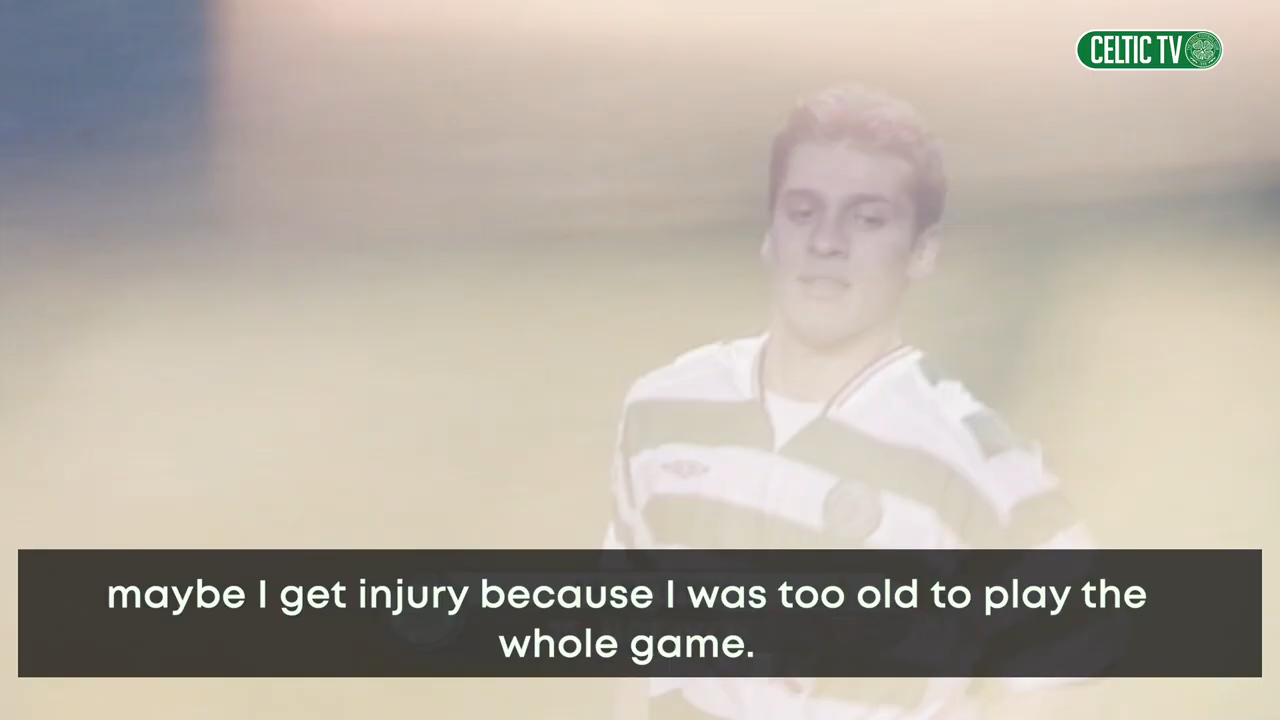 CELTIC TV
maybe I get injury because I was too old to play the
whole game.